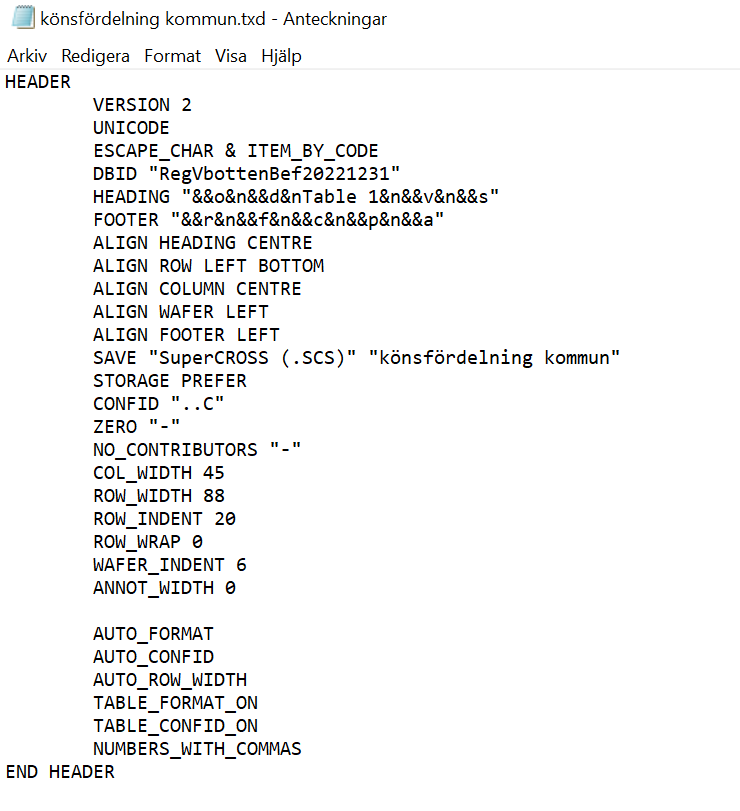 könsfördelning kommun.txd - Anteckningar
Arkiv Redigera Format Visa Hjälp
HEADER
VERSION 2
UNICODE
ESCAPE_CHAR & ITEM_BY_CODE
DBID "RegVbottenBef20221231"
HEADING "&&o&n&&d&nTable 1&n&&v&n&&s"
FOOTER "&&r&n&&f&n&&c&n&&p&n&&a"
ALIGN HEADING CENTRE
ALIGN ROW LEFT BOTTOM
ALIGN COLUMN CENTRE
ALIGN WAFER LEFT
ALIGN FOOTER LEFT
SAVE "SuperCROSS (.SCS)" "könsfördelning kommun"
STORAGE PREFER
CONFID "..C"
ZERO "-"
NO_CONTRIBUTORS "-"
COL_WIDTH 45
ROW_WIDTH 88
ROW_INDENT 20
ROW_WRAP 0
WAFER_INDENT 6
ANNOT_WIDTH 0
AUTO_FORMAT
AUTO_CONFID
AUTO_ROW_WIDTH
TABLE_FORMAT_ON
TABLE_CONFID_ON
NUMBERS_WITH_COMMAS
END HEADER